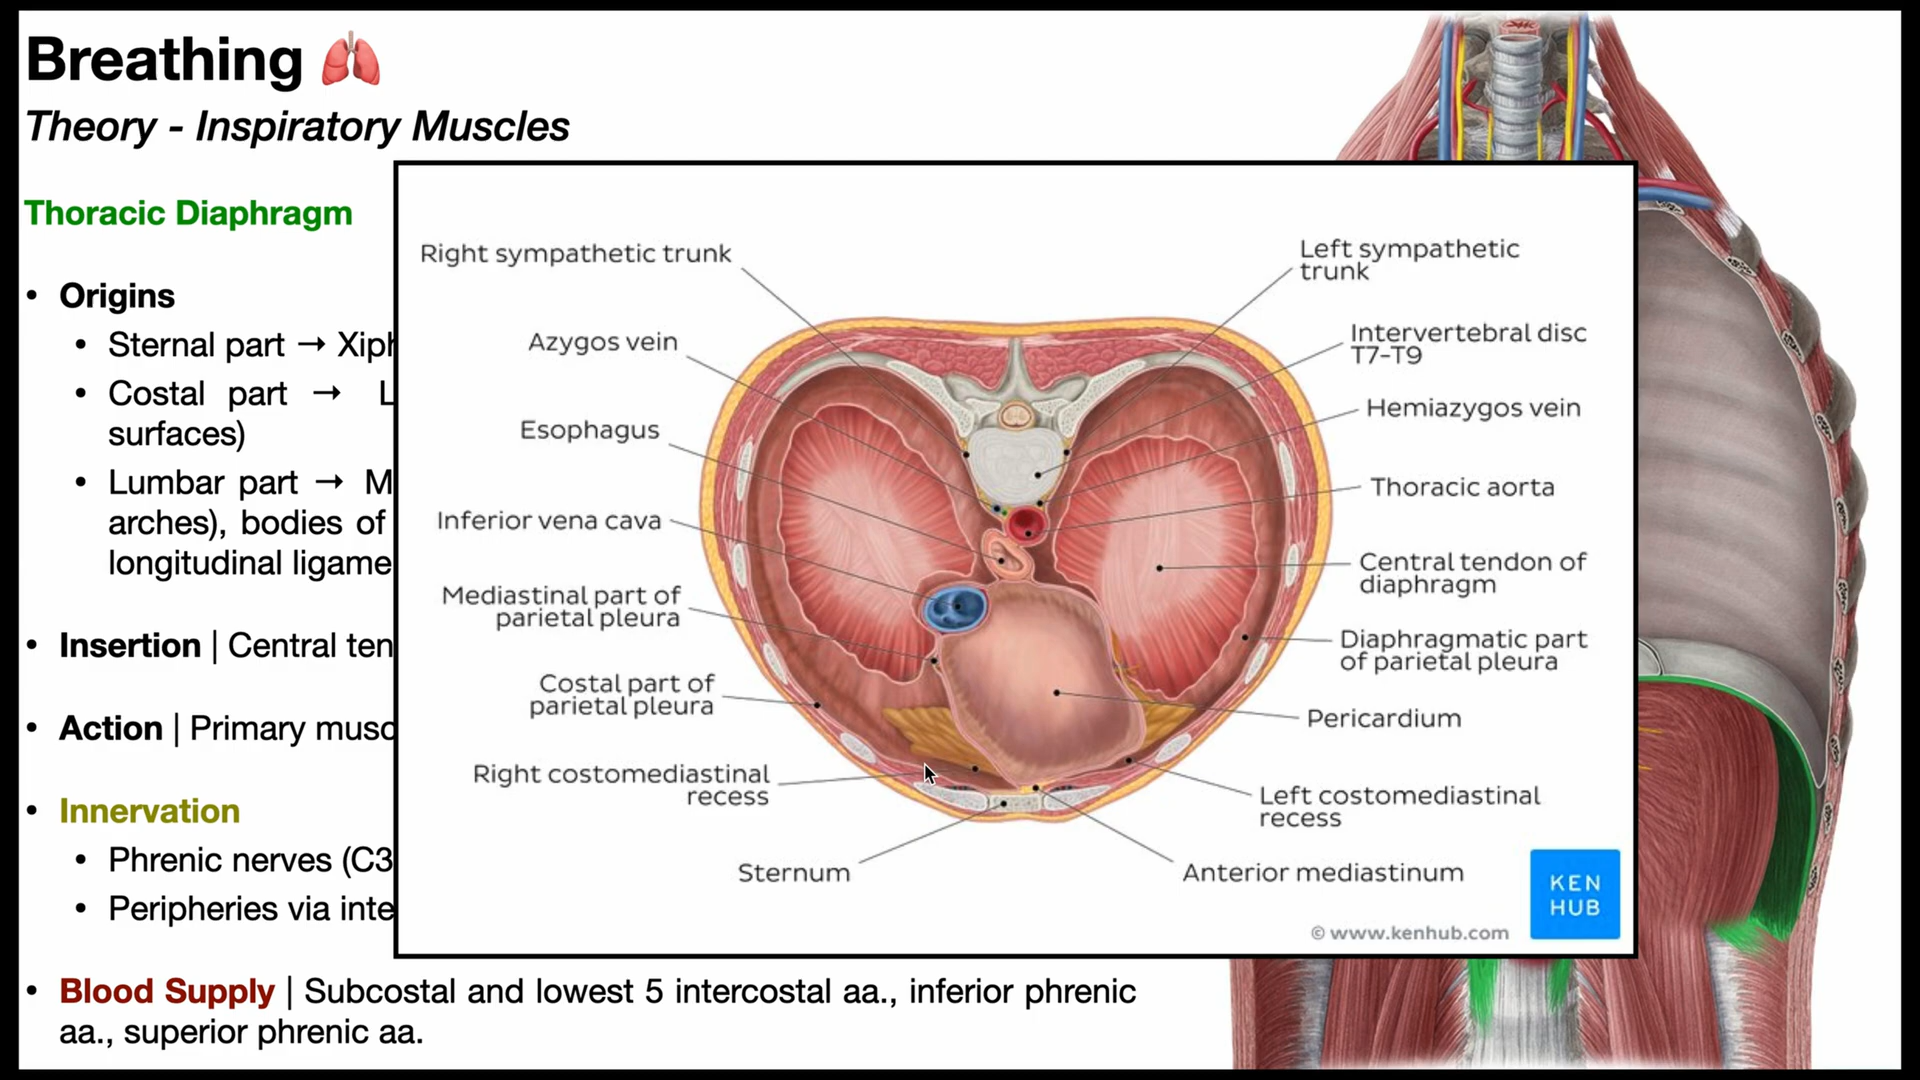 Breathing 🫁
Theory - Inspiratory Muscles
Thoracic Diaphragm
• Origins
• Sternal part → Xiph
• Costal part → L
surfaces)
• Lumbar part → M
arches), bodies of
longitudinal ligame
• Insertion | Central ten
• Action | Primary musc
• Innervation
• Phrenic nerves (C3
• Peripheries via inte
• Blood Supply | Subcostal and lowest 5 intercostal aa., inferior phrenic
aa., superior phrenic aa.
Right sympathetic trunk
Azygos vein
Esophagus
Inferior vena cava
Mediastinal part of
parietal pleura
Costal part of
parietal pleura
Right costomediastinal
recess
Sternum
Left sympathetic
trunk
Intervertebral disc
T7-T9
Hemiazygos vein
Thoracic aorta
Central tendon of
diaphragm
Diaphragmatic part
of parietal pleura
Pericardium
Left costomediastinal
recess
Anterior mediastinum
KEN
HUB
© www.kenhub.com